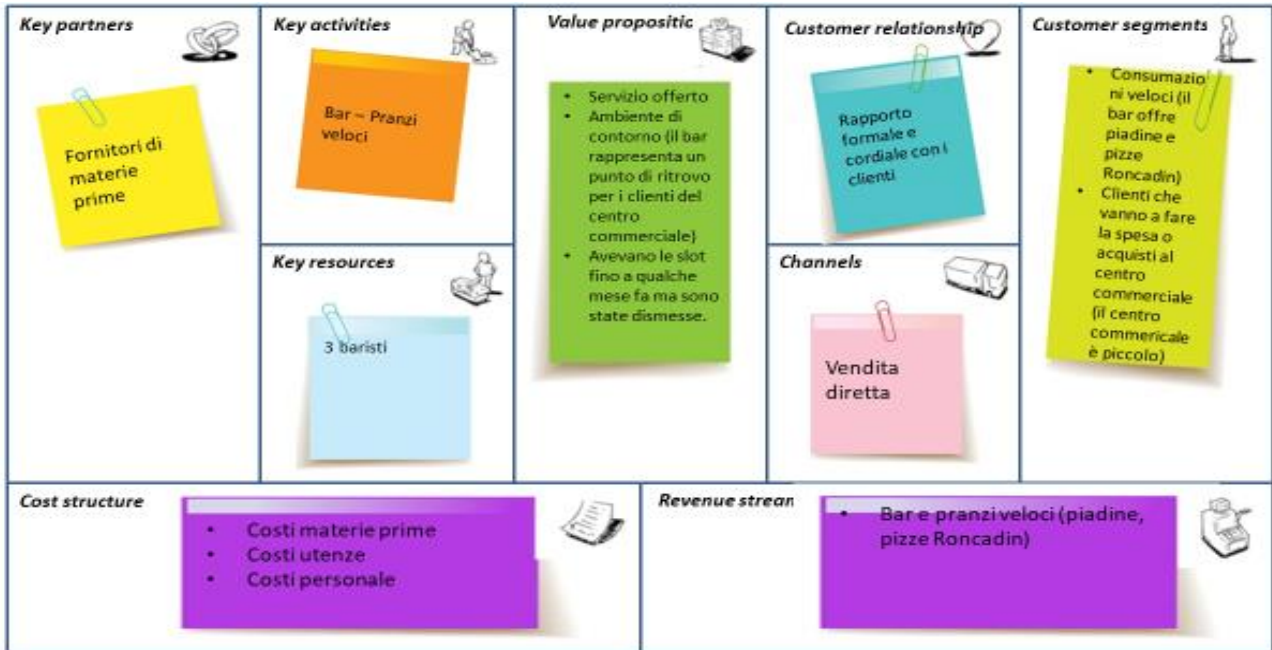 Key partners
Fornitori di
materie
prime
Key activities
Bar – Pranzi
veloci
Key resources
3 baristi
Value propositic
• Servizio offerto
• Ambiente di
contorno (il bar
rappresenta un
punto di ritrovo
per i clienti del
centro
commerciale)
• Avevano le slot
fino a qualche
mese fa ma sono
state dismesse.
Customer relationship
Rapporto
formale e
cordiale con i
clienti
Channels
Vendita
diretta
Customer segments
• Consumazio
ni veloci (il
bar offre
piadine e
pizze
Roncadin)
• Clienti che
vanno a fare
la spesa o
acquisti al
centro
commerciale
(il centro
commericale
è piccolo)
Cost structure
• Costi materie prime
• Costi utenze
• Costi personale
Revenue strean
• Bar e pranzi veloci (piadine,
pizze Roncadin)